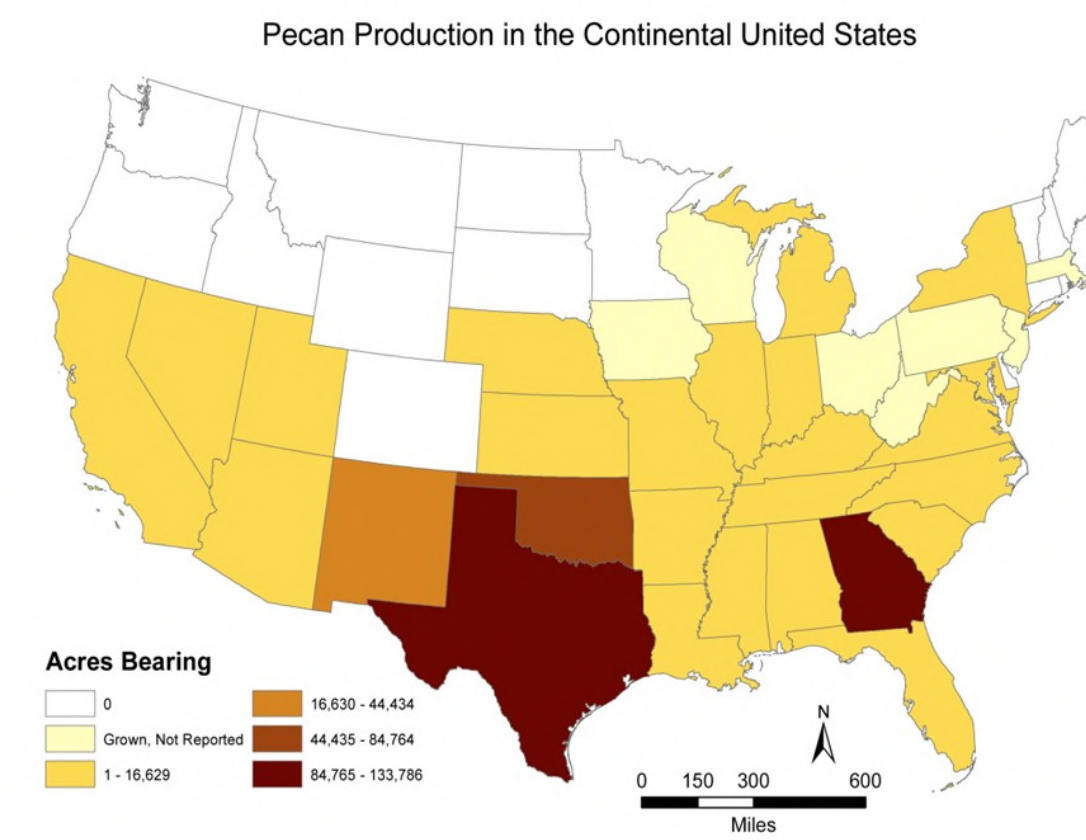 Pecan Production in the Continental United States
Acres Bearing
0
Grown, Not Reported
1 - 16,629
16,630 - 44,434
44,435 - 84,764
84,765 - 133,786
N
0 150 300 600
Miles